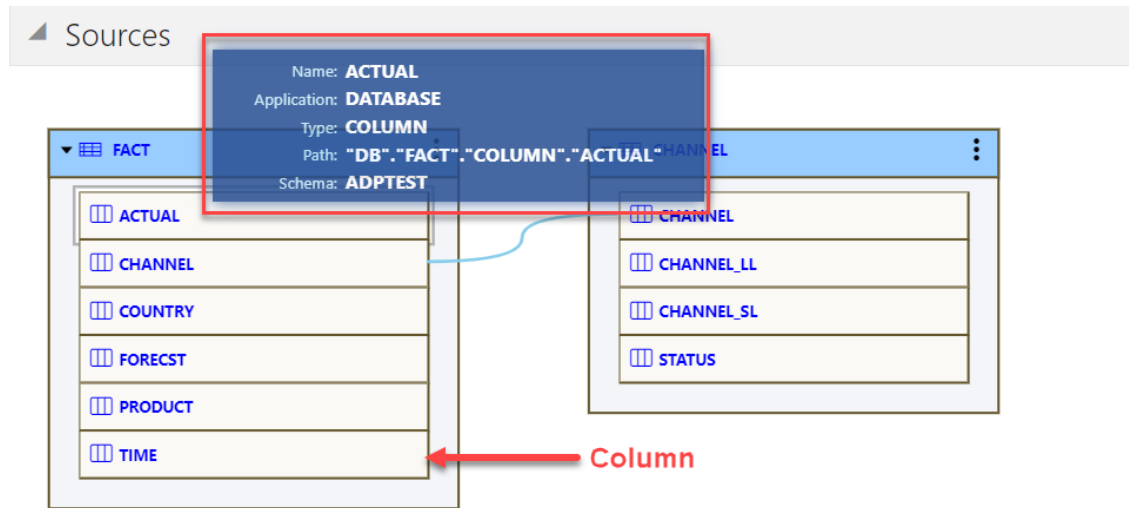 Sources
Name: ACTUAL
Application: DATABASE
Type: COLUMN
Path: "DB"."FACT"."COLUMN"."ACTUAL"
Schema: ADPTEST
FACT
ACTUAL
CHANNEL
COUNTRY
FORECST
PRODUCT
TIME
CHANNEL
CHANNEL
CHANNEL_LL
CHANNEL_SL
STATUS
Column